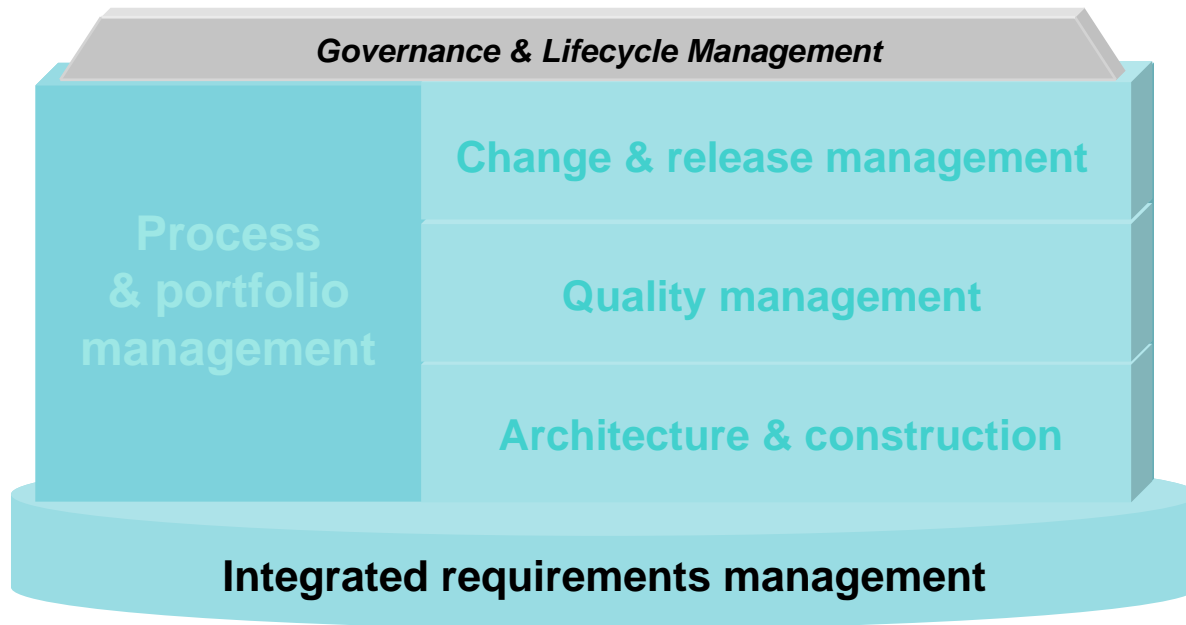 Governance & Lifecycle Management
Process
& portfolio
management
Change & release management
Quality management
Architecture & construction
Integrated requirements management